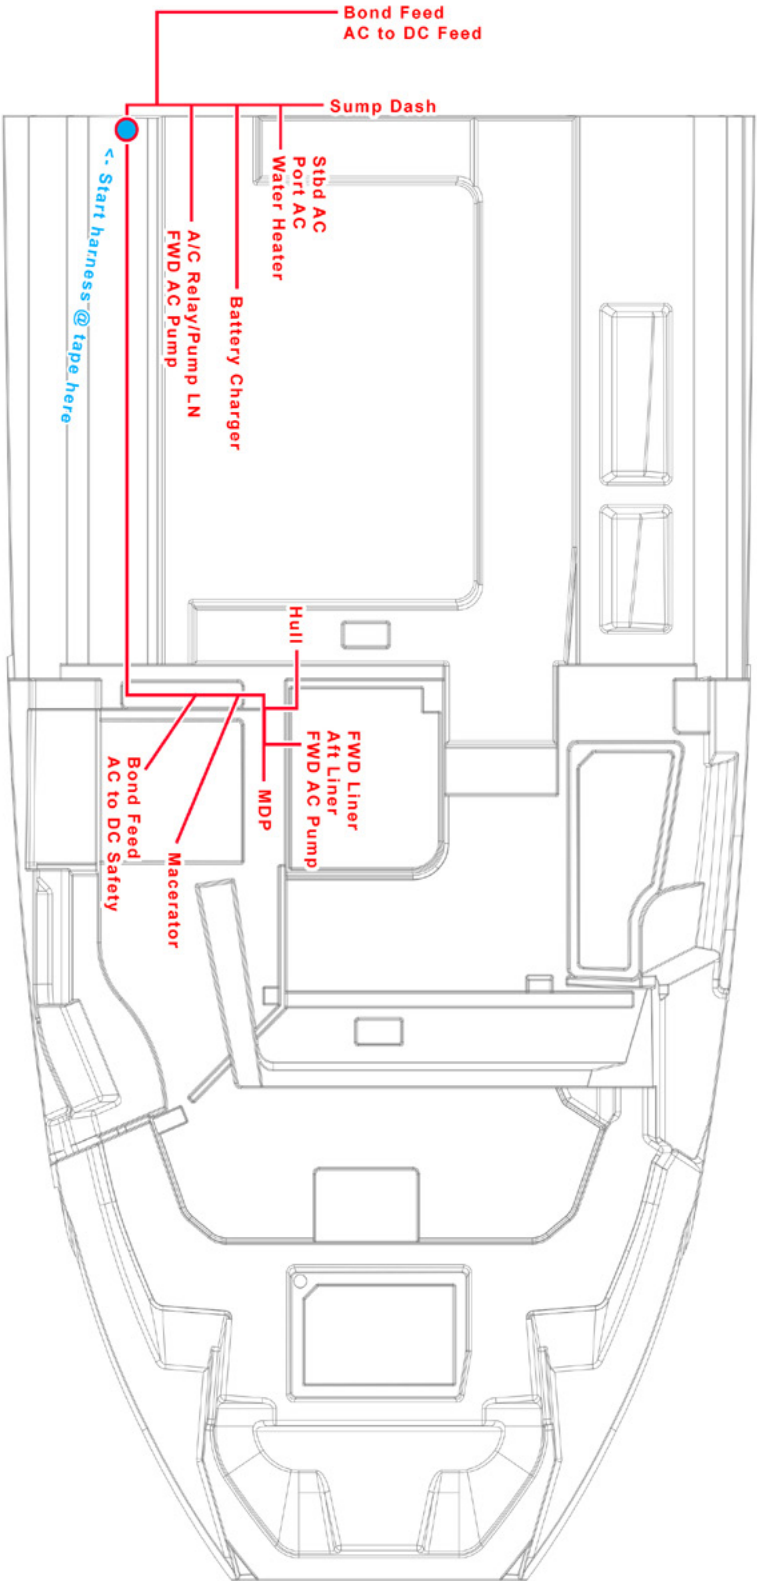 Bond Feed
AC to DC Feed
Sump Dash
Stbd AC
Port AC
Water Heater
Battery Charger
A/C Relay/Pump LN
FWD AC Pump
<- Start harness @ tape here
Hull
FWD Liner
Aft Liner
FWD AC Pump
MDP
Macerator
Bond Feed
AC to DC Safety